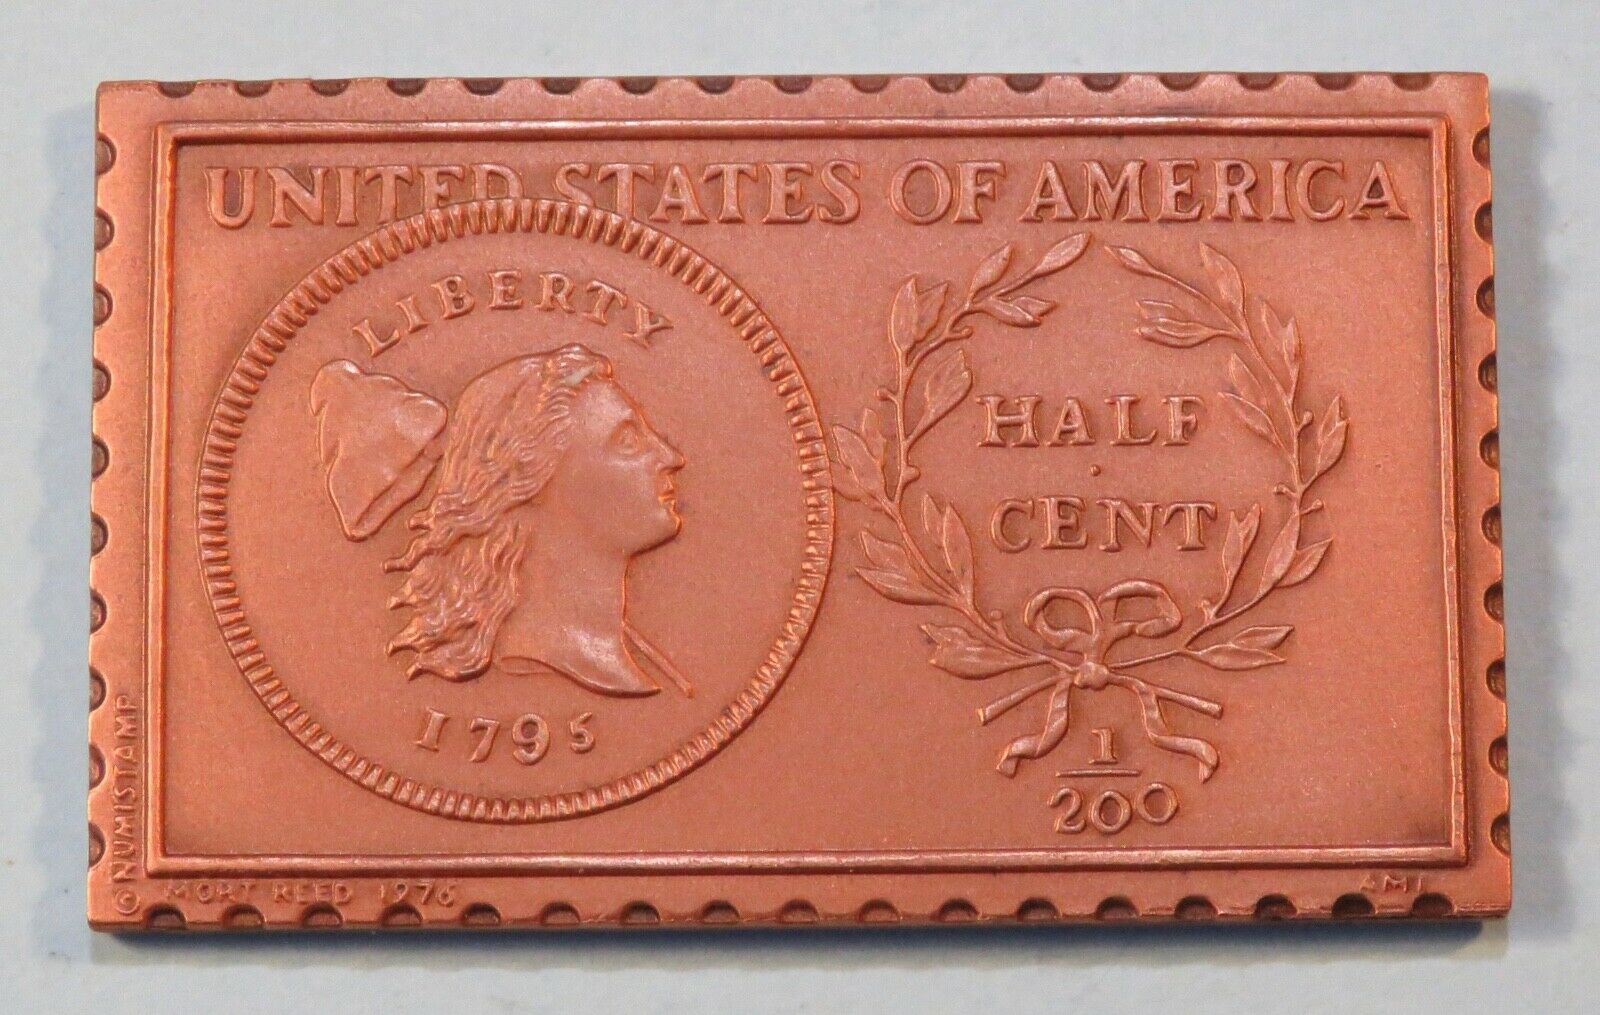 UNITED STATES OF AMERICA
LIBERTY
1795
HALF
CENT
1
200
© NUMISTAMP
MORT REED 1976
AMI